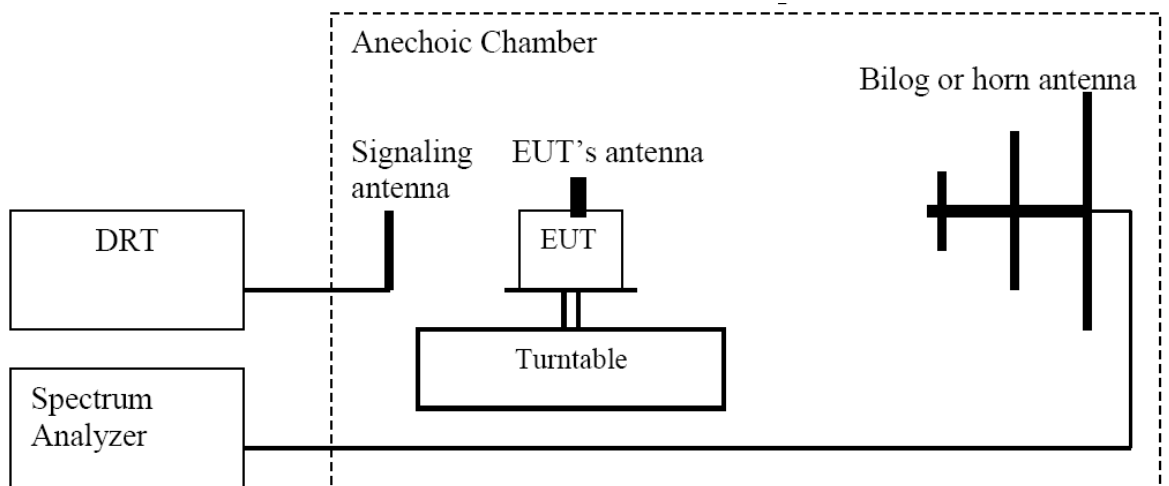 Anechoic Chamber
Bilog or horn antenna
Signaling
antenna
EUT's antenna
DRT
EUT
Turntable
Spectrum
Analyzer